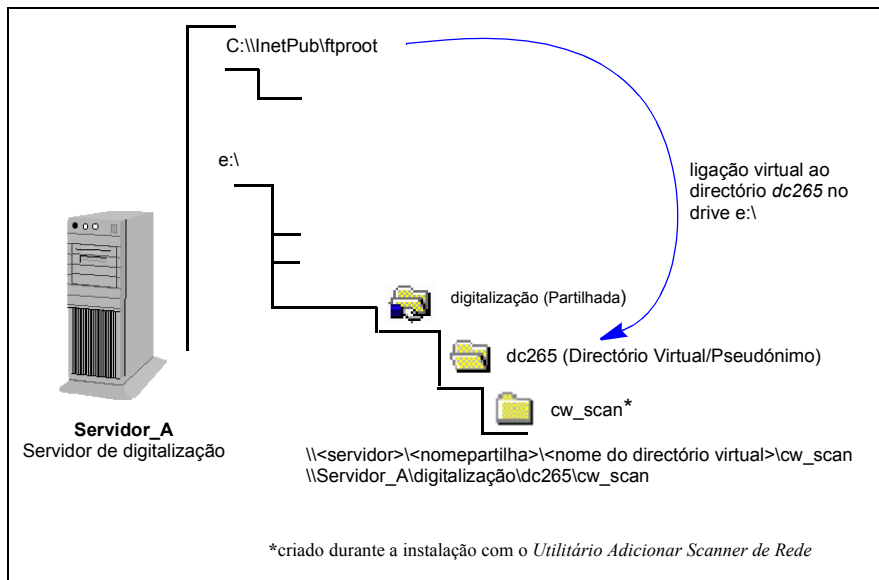 C:\\InetPub\ftproot
e:\
ligação virtual ao
directório dc265 no
drive e:\
digitalização (Partilhada)
dc265 (Directório Virtual/Pseudónimo)
cw_scan*
Servidor_A
Servidor de digitalização
\\<servidor>\<nomepartilha>\<nome do directório virtual>\cw_scan
\\Servidor_A\digitalização\dc265\cw_scan
*criado durante a instalação com o Utilitário Adicionar Scanner de Rede